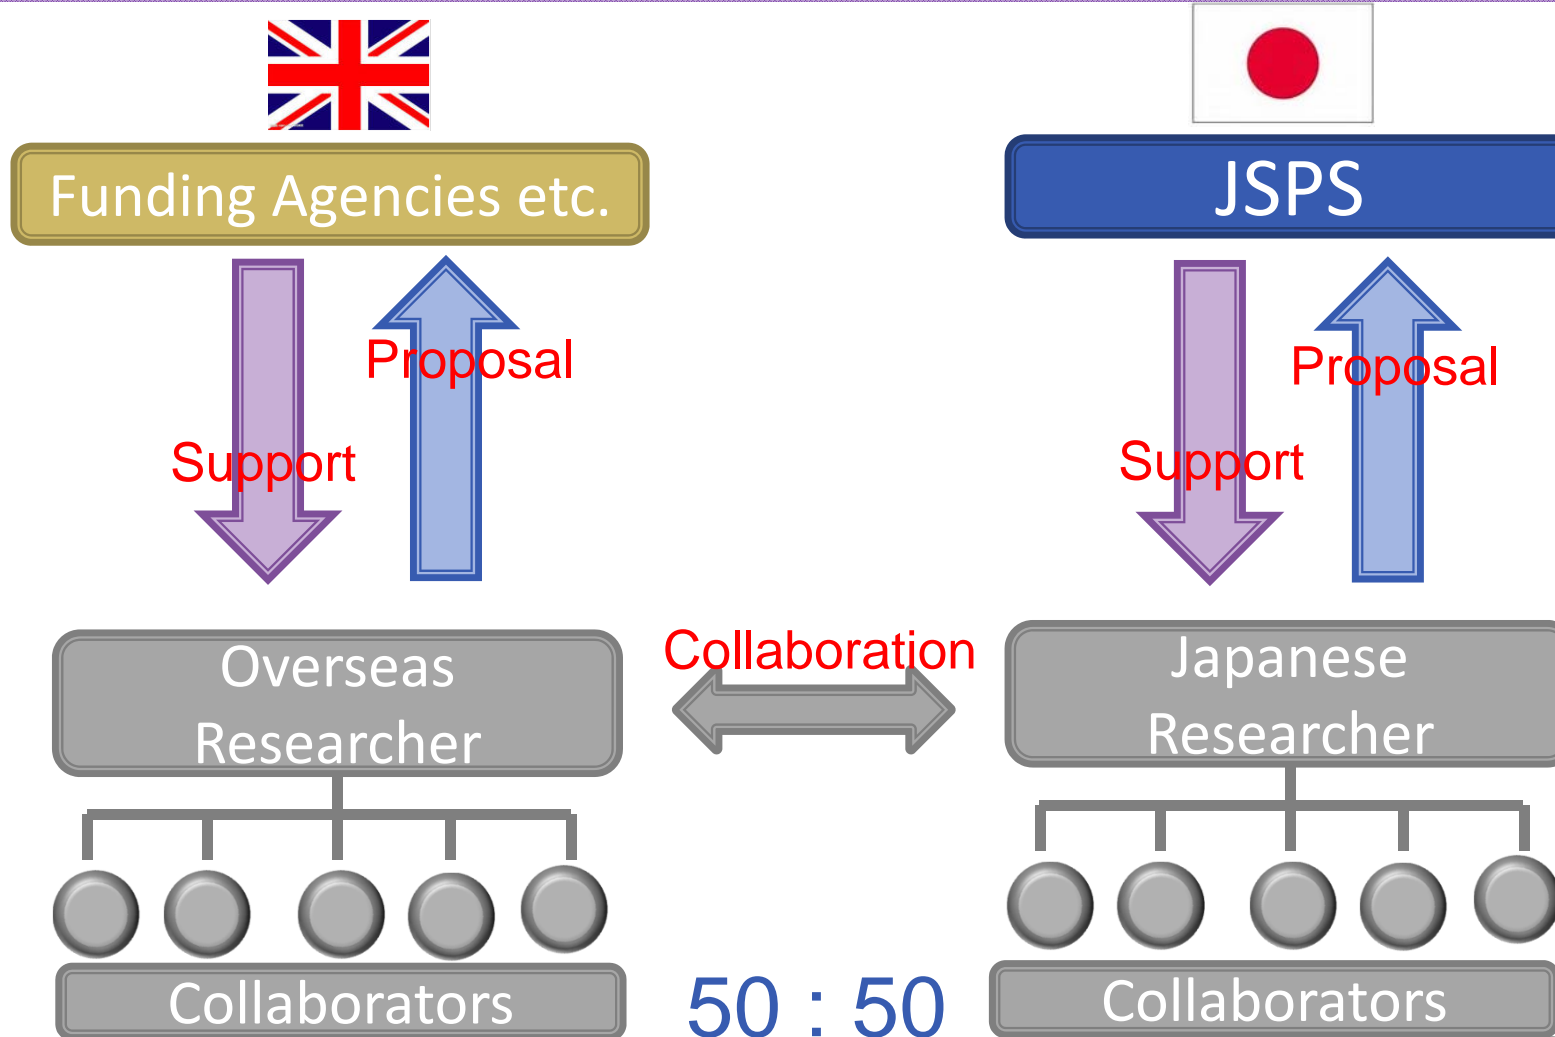 Funding Agencies etc.
JSPS
Proposal
Support
Proposal
Support
Overseas
Researcher
Collaboration
Japanese
Researcher
Collaborators
50 : 50
Collaborators